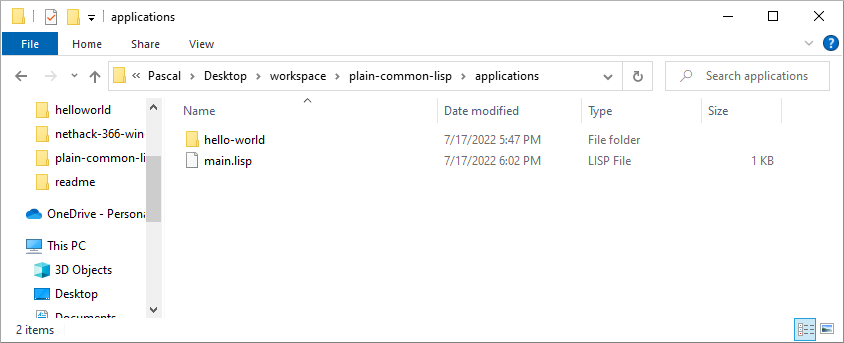 applications
File Home Share View
Pascal Desktop workspace plain-common-lisp applications Search applications
Name Date modified Type Size
helloworld
nethack-366-win
plain-common-li
readme
OneDrive - Persona
This PC
3D Objects
Desktop
Documents
hello-world 7/17/2022 5:47 PM File folder
main.lisp 7/17/2022 6:02 PM LISP File 1 KB
2 items